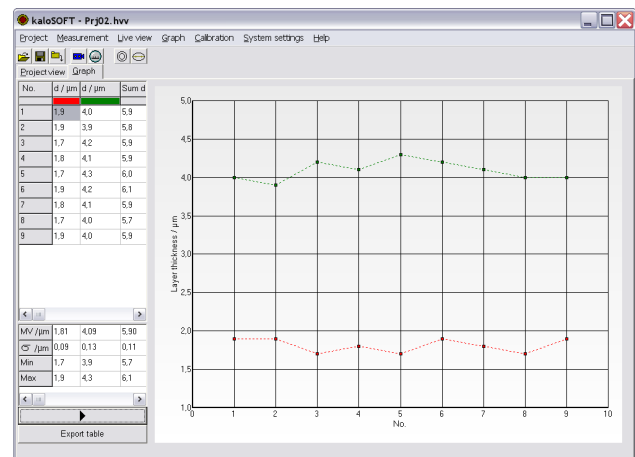 kaloSOFT - Prj02.hvv
Project Measurement Live view Graph Calibration System settings Help
Projectview Graph
No. d / µm d / µm Sum d
1 1,9 4,0 5,9
2 1,9 3,9 5,8
3 1,7 4,2 5,9
4 1,8 4,1 5,9
5 1,7 4,3 6,0
6 1,9 4,2 6,1
7 1,8 4,1 5,9
8 1,7 4,0 5,7
9 1,9 4,0 5,9
MV /µm 1,81 4,09 5,90
σ /µm 0,09 0,13 0,11
Min 1,7 3,9 5,7
Max 1,9 4,3 6,1
Export table
5,0
4,5
4,0
3,5
3,0
2,5
2,0
1,5
1,0
Layer thickness / µm
0 1 2 3 4 5 6 7 8 9 10
No.